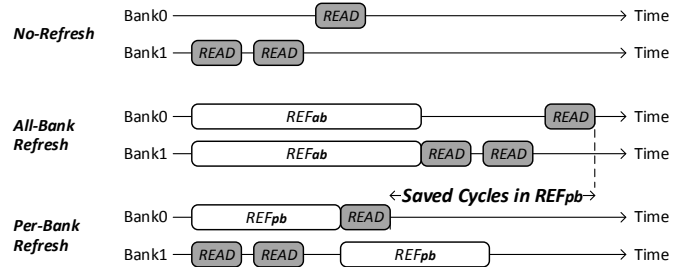 No-Refresh
Bank0 READ Time
Bank1 READ READ Time
All-Bank
Refresh
Bank0 REFab READ Time
Bank1 REFab READ READ Time
Saved Cycles in REFpb
Per-Bank
Refresh
Bank0 REFpb READ Time
Bank1 READ READ REFpb Time